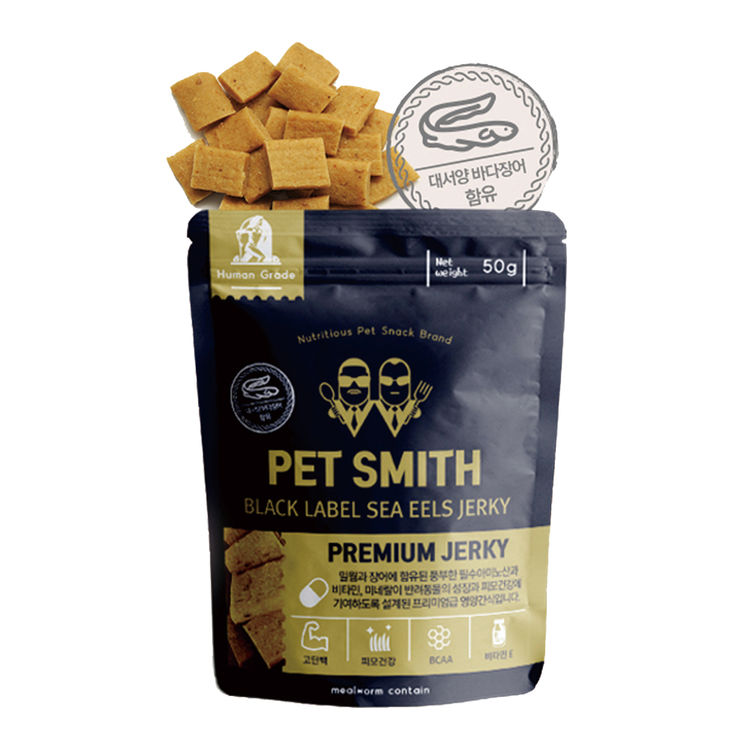 대서양 바다장어
함유
Human Grade
Net
weight
50g
Nutritious Pet Snack Brand
함유
PET SMITH
BLACK LABEL SEA EELS JERKY
PREMIUM JERKY
밀웜과 장어에 함유된 풍부한 필수아미노산과
비타민, 미네랄이 반려동물의 성장과 피모건강에
기여하도록 설계된 프리미엄급 영양간식입니다.
고단백
피모건강
BCAA
비타민 E
mealworm contain